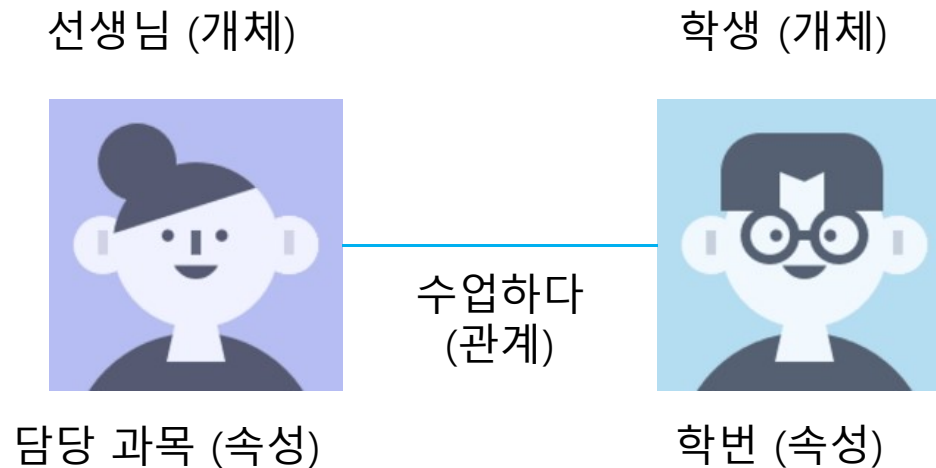 선생님 (개체)
학생 (개체)
수업하다
(관계)
담당 과목 (속성)
학번 (속성)